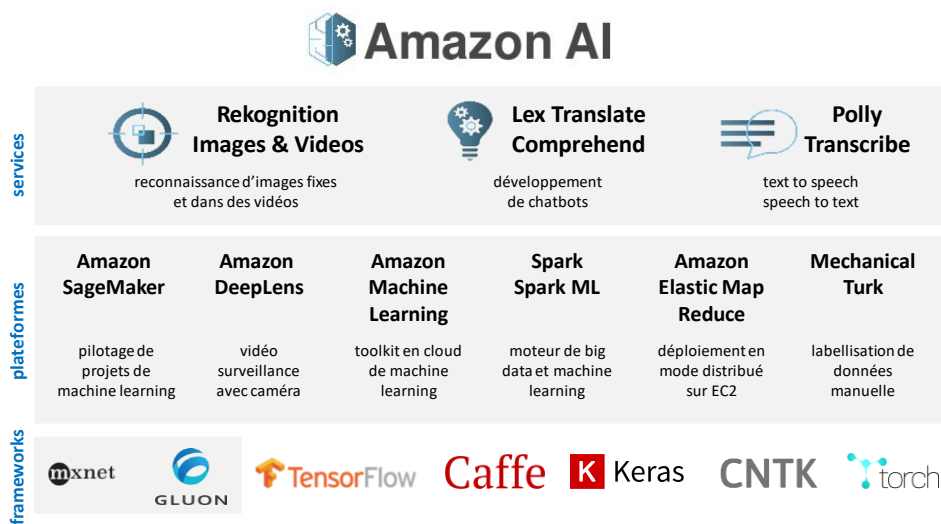 Amazon AI
services
Rekognition
Images & Videos
reconnaissance d'images fixes
et dans des vidéos
Lex Translate
Comprehend
développement
de chatbots
Polly
Transcribe
text to speech
speech to text
plateformes
Amazon
SageMaker
pilotage de
projets de
machine learning
Amazon
DeepLens
vidéo
surveillance
avec caméra
Amazon
Machine
Learning
toolkit en cloud
de machine
learning
Spark
Spark ML
moteur de big
data et machine
learning
Amazon
Elastic Map
Reduce
déploiement en
mode distribué
sur EC2
Mechanical
Turk
labellisation de
données
manuelle
frameworks
mxnet
GLUON
TensorFlow
Caffe
K Keras
CNTK
torch